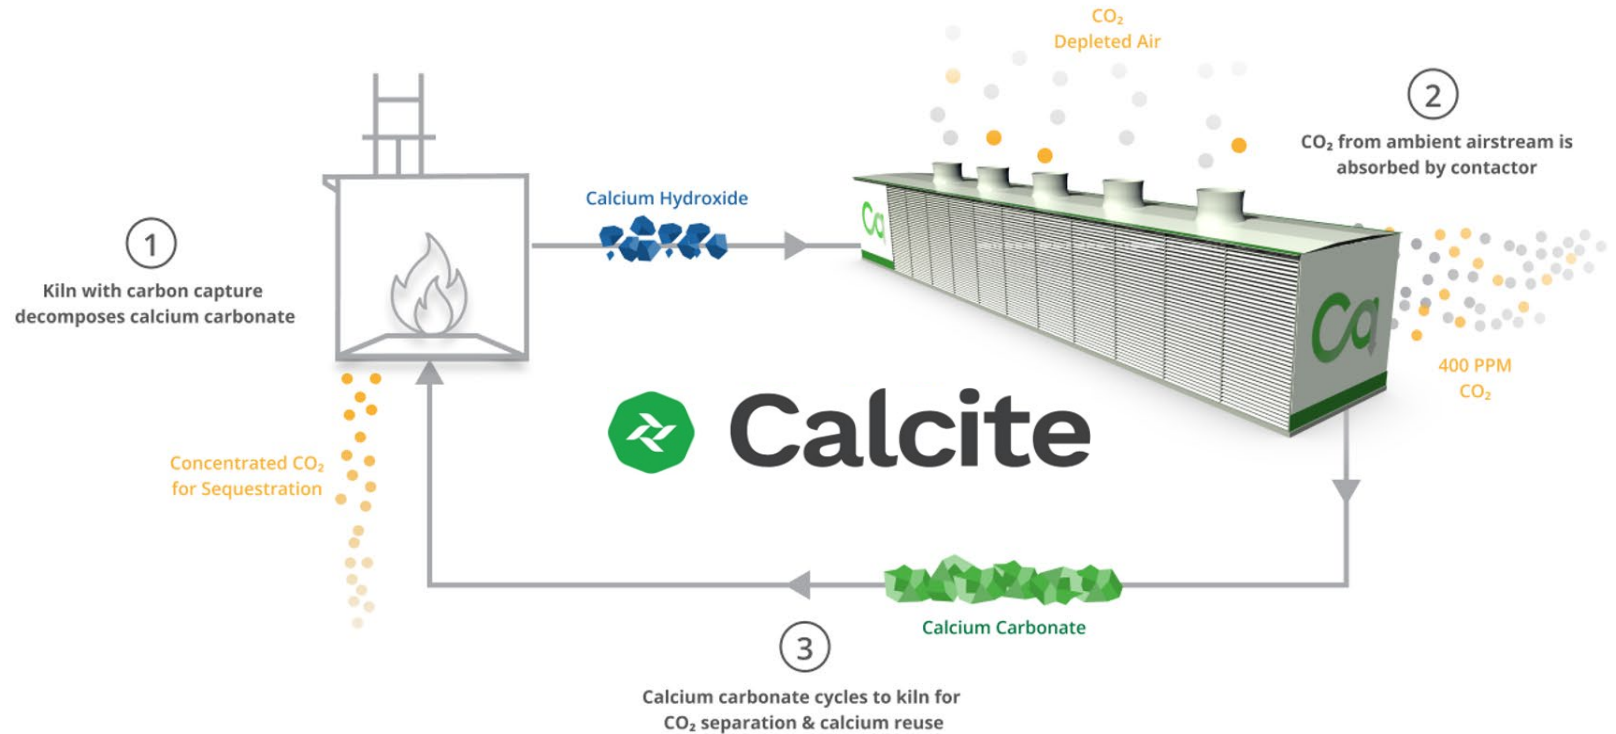 CO₂
Depleted Air
2
CO₂ from ambient airstream is
absorbed by contactor
Calcium Hydroxide
Ca
1
Kiln with carbon capture
decomposes calcium carbonate
Ca
400 PPM
CO₂
Calcite
Concentrated CO₂
for Sequestration
Calcium Carbonate
3
Calcium carbonate cycles to kiln for
CO₂ separation & calcium reuse